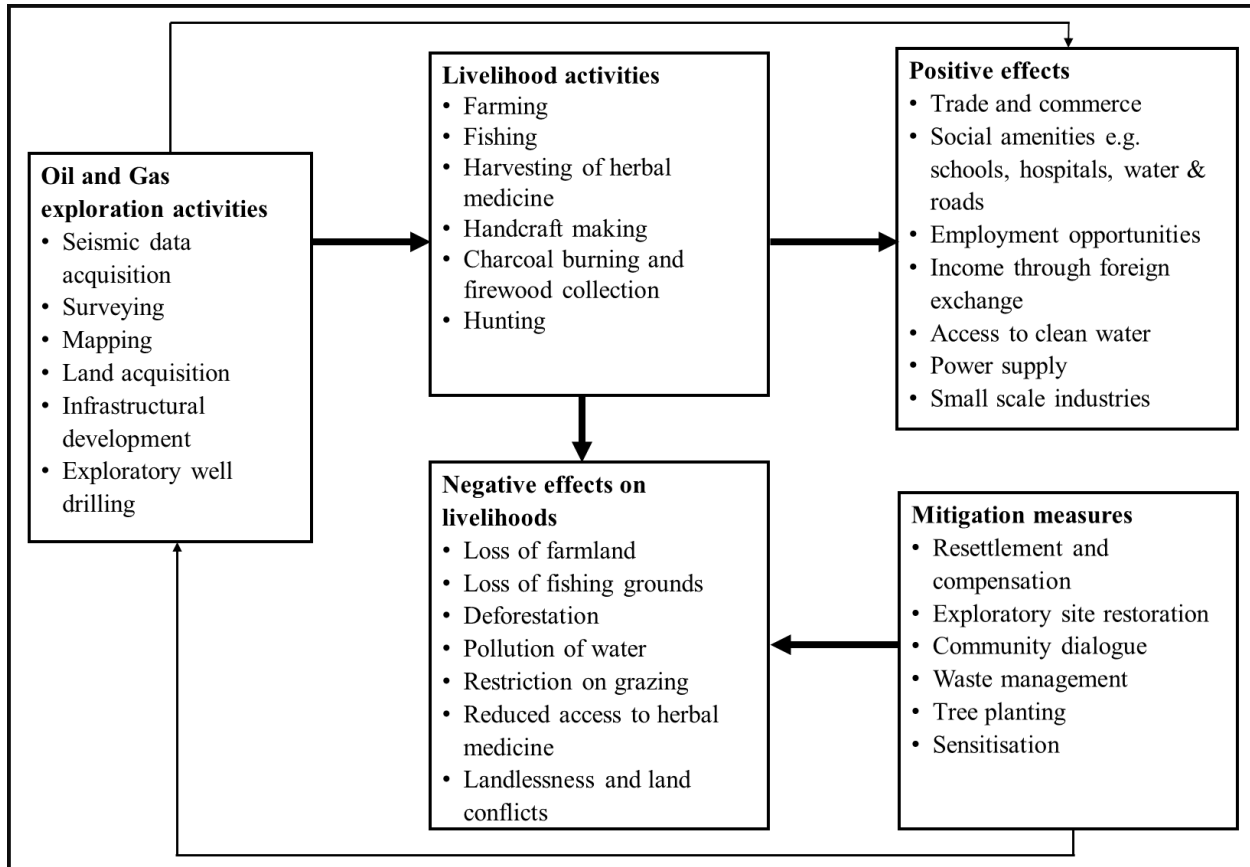 Oil and Gas
exploration activities
• Seismic data
acquisition
• Surveying
• Mapping
• Land acquisition
• Infrastructural
development
• Exploratory well
drilling
Livelihood activities
• Farming
• Fishing
• Harvesting of herbal
medicine
• Handcraft making
• Charcoal burning and
firewood collection
• Hunting
Positive effects
• Trade and commerce
• Social amenities e.g.
schools, hospitals, water &
roads
• Employment opportunities
• Income through foreign
exchange
• Access to clean water
• Power supply
• Small scale industries
Negative effects on
livelihoods
• Loss of farmland
• Loss of fishing grounds
• Deforestation
• Pollution of water
• Restriction on grazing
• Reduced access to herbal
medicine
• Landlessness and land
conflicts
Mitigation measures
• Resettlement and
compensation
• Exploratory site restoration
• Community dialogue
• Waste management
• Tree planting
• Sensitisation